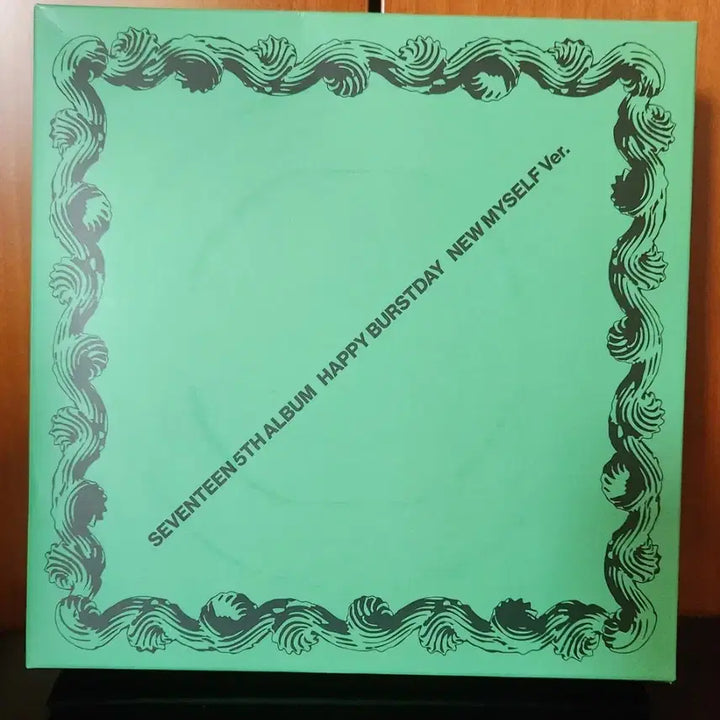 SEVENTEEN 5TH ALBUM HAPPY BURSTDAY NEW MYSELF Ver.